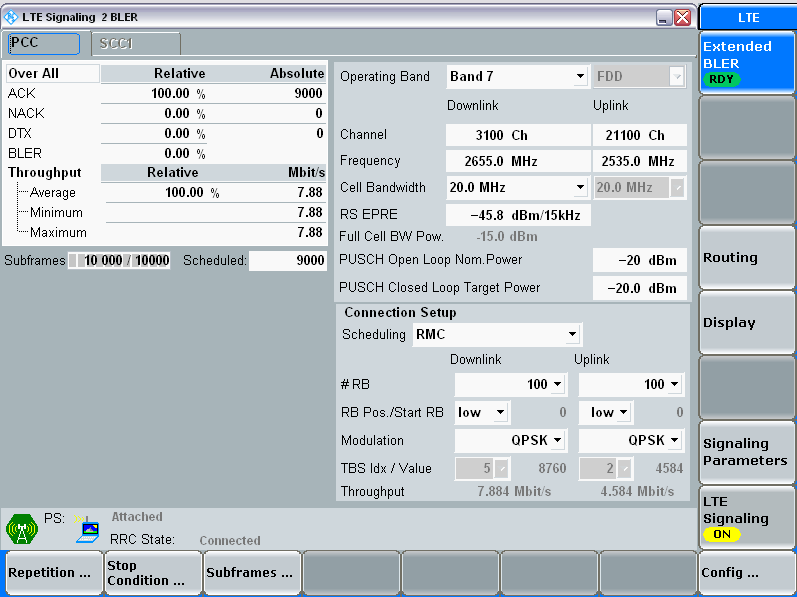 LTE Signaling 2 BLER
LTE
PCC
SCC1
Extended
BLER
RDY
Over All Relative Absolute
ACK 100.00 % 9000
NACK 0.00 % 0
DTX 0.00 % 0
BLER 0.00 %
Throughput Relative Mbit/s
Average 100.00 % 7.88
Minimum 7.88
Maximum 7.88
Subframes 10 000 / 10000 Scheduled: 9000
Operating Band Band 7 FDD
Downlink Uplink
Channel 3100 Ch 21100 Ch
Frequency 2655.0 MHz 2535.0 MHz
Cell Bandwidth 20.0 MHz 20.0 MHz
RS EPRE −45.8 dBm/15kHz
Full Cell BW Pow. -15.0 dBm
PUSCH Open Loop Nom.Power −20 dBm
PUSCH Closed Loop Target Power −20.0 dBm
Connection Setup
Scheduling RMC
Downlink Uplink
# RB 100 100
RB Pos./Start RB low 0 low 0
Modulation QPSK QPSK
TBS Idx / Value 5 8760 2 4584
Throughput 7.884 Mbit/s 4.584 Mbit/s
Routing
Display
Signaling
Parameters
LTE
Signaling
ON
PS: Attached
RRC State: Connected
Repetition ...
Stop
Condition ...
Subframes ...
Config ...